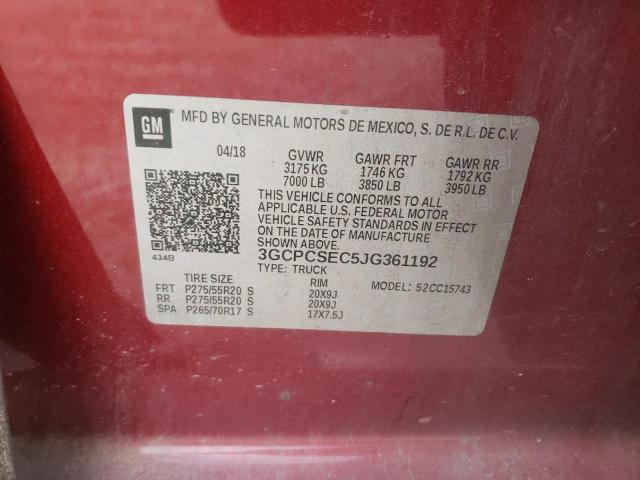 GM
MFD BY GENERAL MOTORS DE MEXICO, S. DE R.L. DE C.V.
04/18 GVWR GAWR FRT GAWR RR
3175 KG 1746 KG 1792 KG
7000 LB 3850 LB 3950 LB
THIS VEHICLE CONFORMS TO ALL
APPLICABLE U.S. FEDERAL MOTOR
VEHICLE SAFETY STANDARDS IN EFFECT
ON THE DATE OF MANUFACTURE
SHOWN ABOVE.
434B 3GCPCSEC5JG361192
TYPE: TRUCK
TIRE SIZE RIM MODEL: 52CC15743
FRT P275/55R20 S 20X9J
RR P275/55R20 S 20X9J
SPA P265/70R17 S 17X7.5J